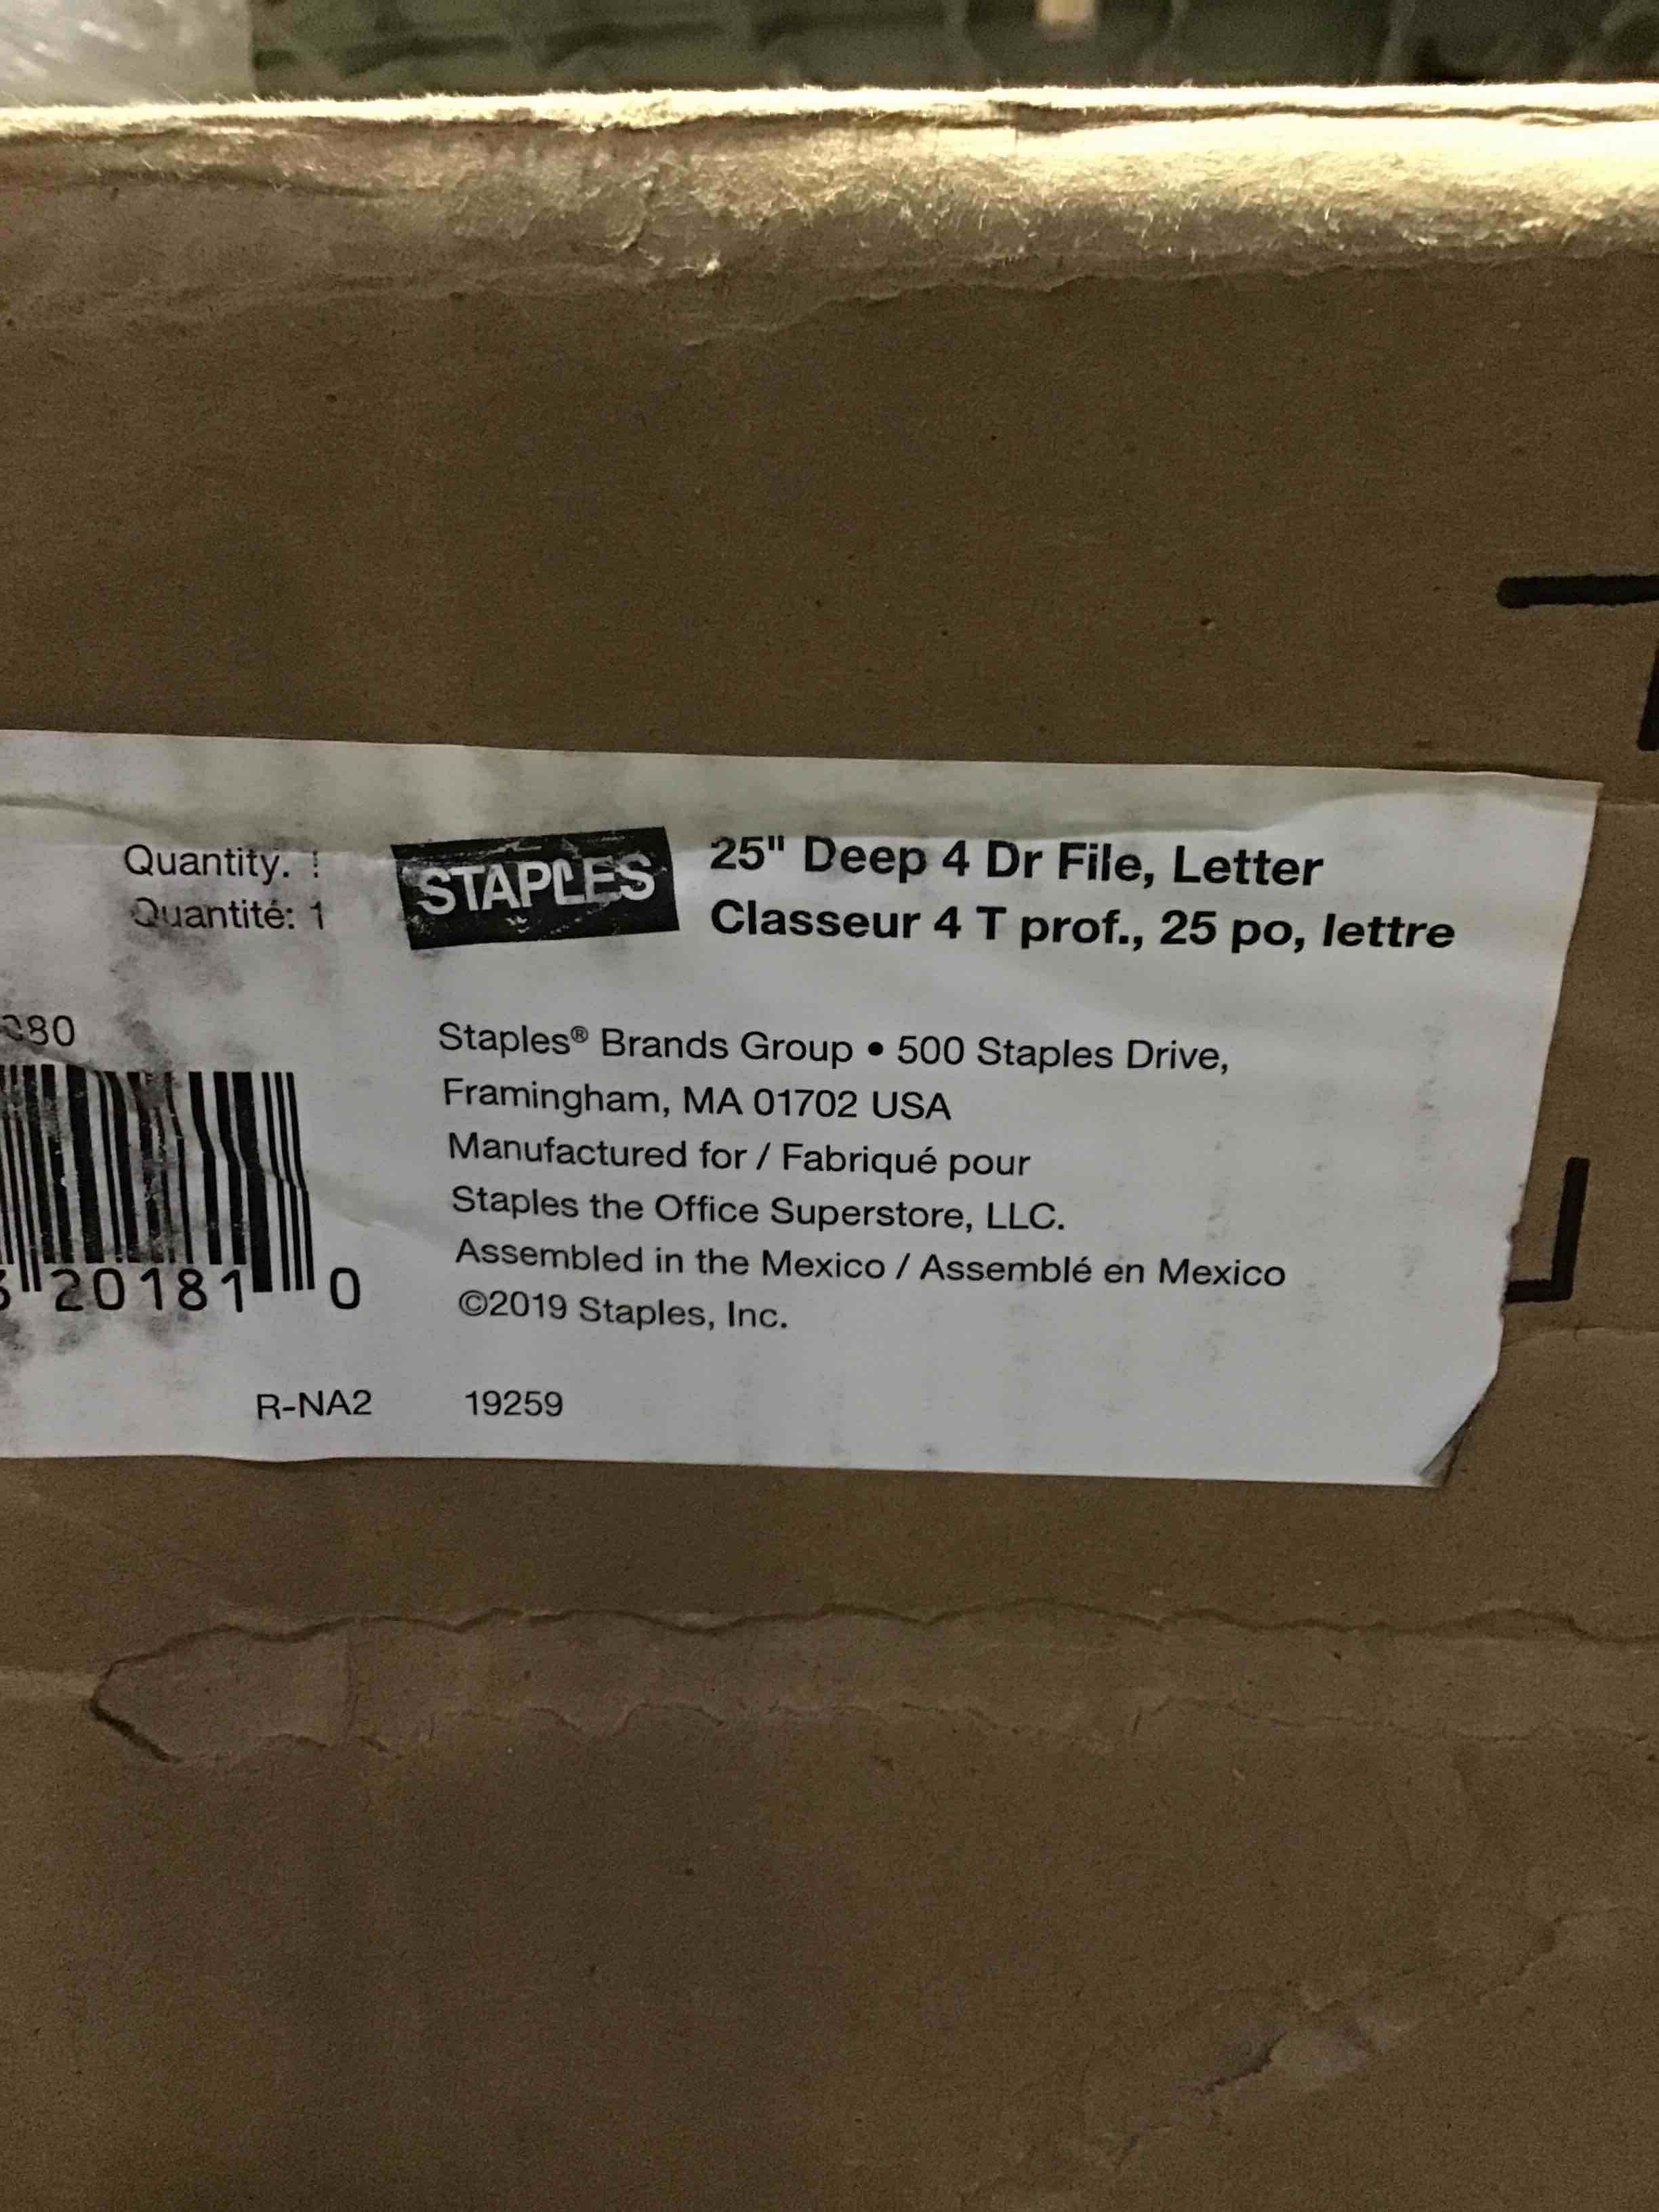 Quantity.
Quantité: 1
STAPLES
25" Deep 4 Dr File, Letter
Classeur 4 T prof., 25 po, lettre
80
20181 0
Staples® Brands Group • 500 Staples Drive,
Framingham, MA 01702 USA
Manufactured for / Fabriqué pour
Staples the Office Superstore, LLC.
Assembled in the Mexico / Assemblé en Mexico
©2019 Staples, Inc.
R-NA2 19259